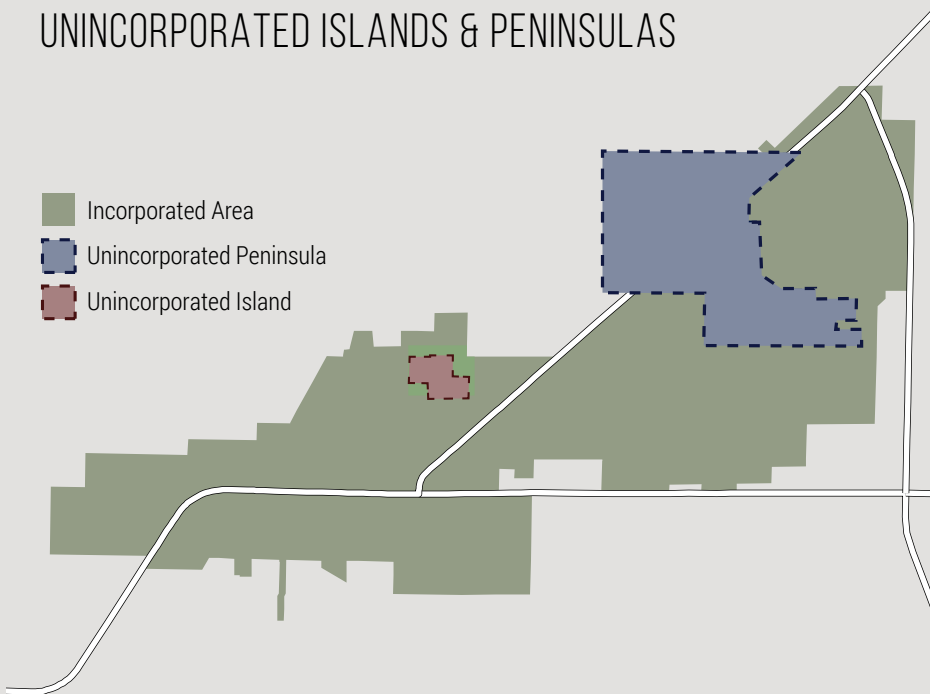 UNINCORPORATED ISLANDS & PENINSULAS
Incorporated Area
Unincorporated Peninsula
Unincorporated Island